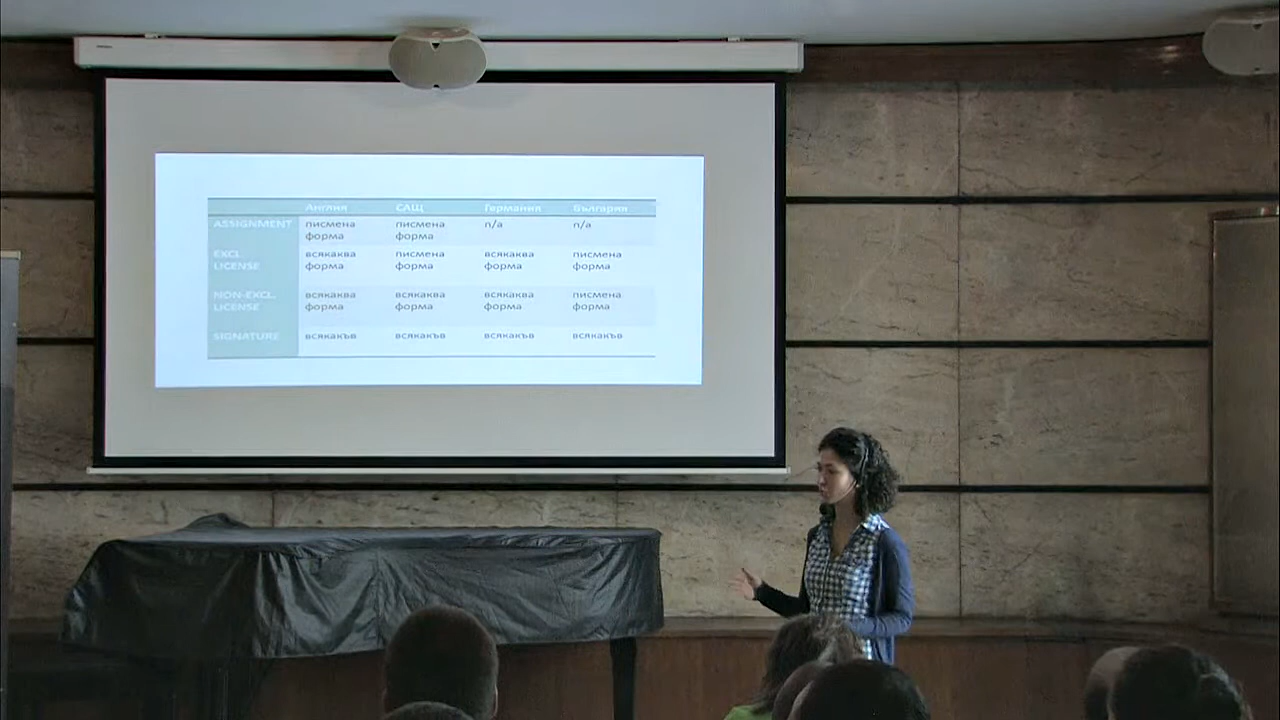 Англия САЩ Германия България
ASSIGNMENT писмена форма писмена форма n/a n/a
EXCL. LICENSE всякаква форма писмена форма всякаква форма писмена форма
NON-EXCL. LICENSE всякаква форма всякаква форма всякаква форма писмена форма
SIGNATURE всякакъв всякакъв всякакъв всякакъв